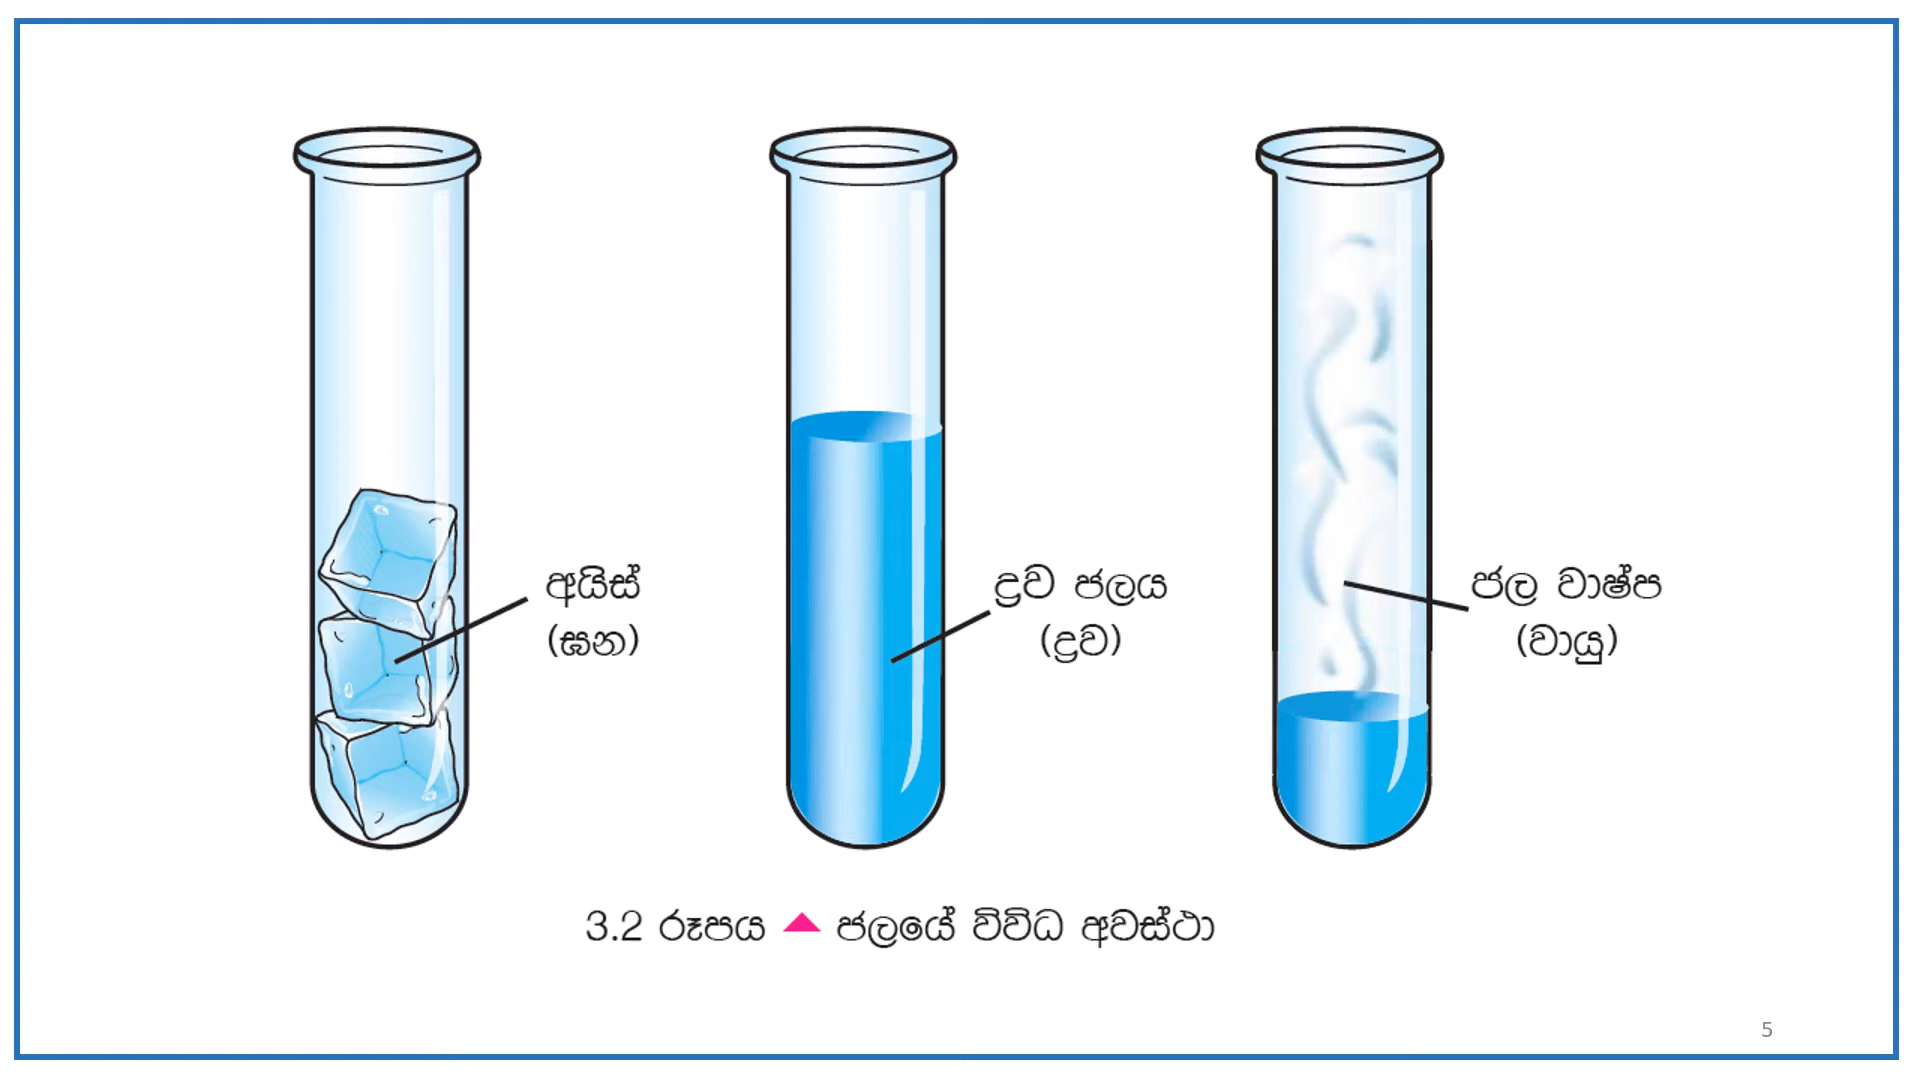 අයිස්
(ඝන)
ද්‍රව ජලය
(ද්‍රව)
ජල වාෂ්ප
(වායු)
3.2 රූපය ▲ ජලයේ විවිධ අවස්ථා
5